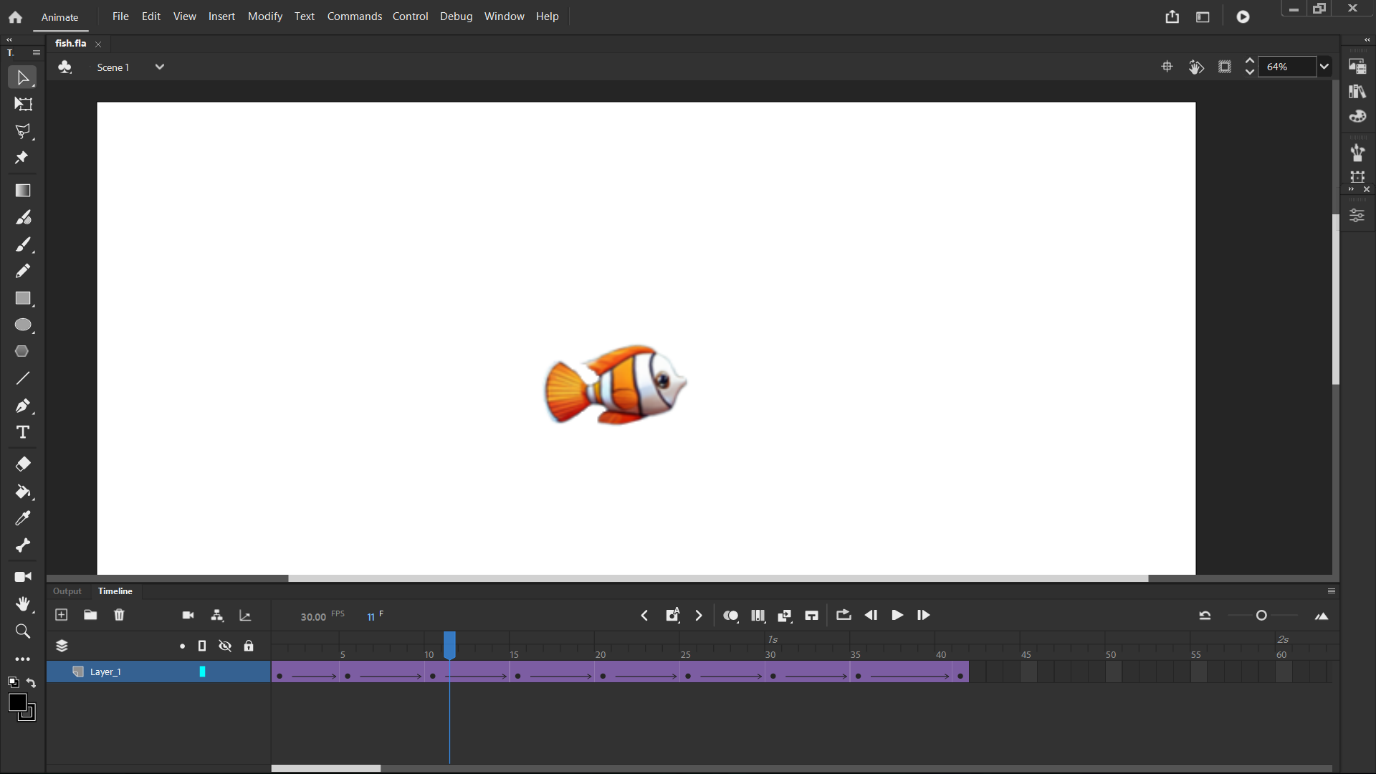 Animate File Edit View Insert Modify Text Commands Control Debug Window Help
fish.fla
T.
Scene 1
64%
Output Timeline
30.00 FPS 11 F
1s 2s
5 10 15 20 25 30 35 40 45 50 55 60
Layer_1